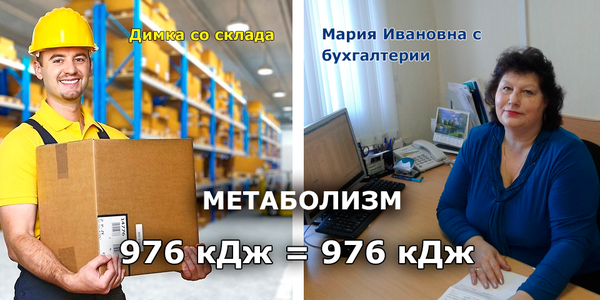 Димка со склада
Мария Ивановна с
бухгалтерии
МЕТАБОЛИЗМ
976 кДж = 976 кДж